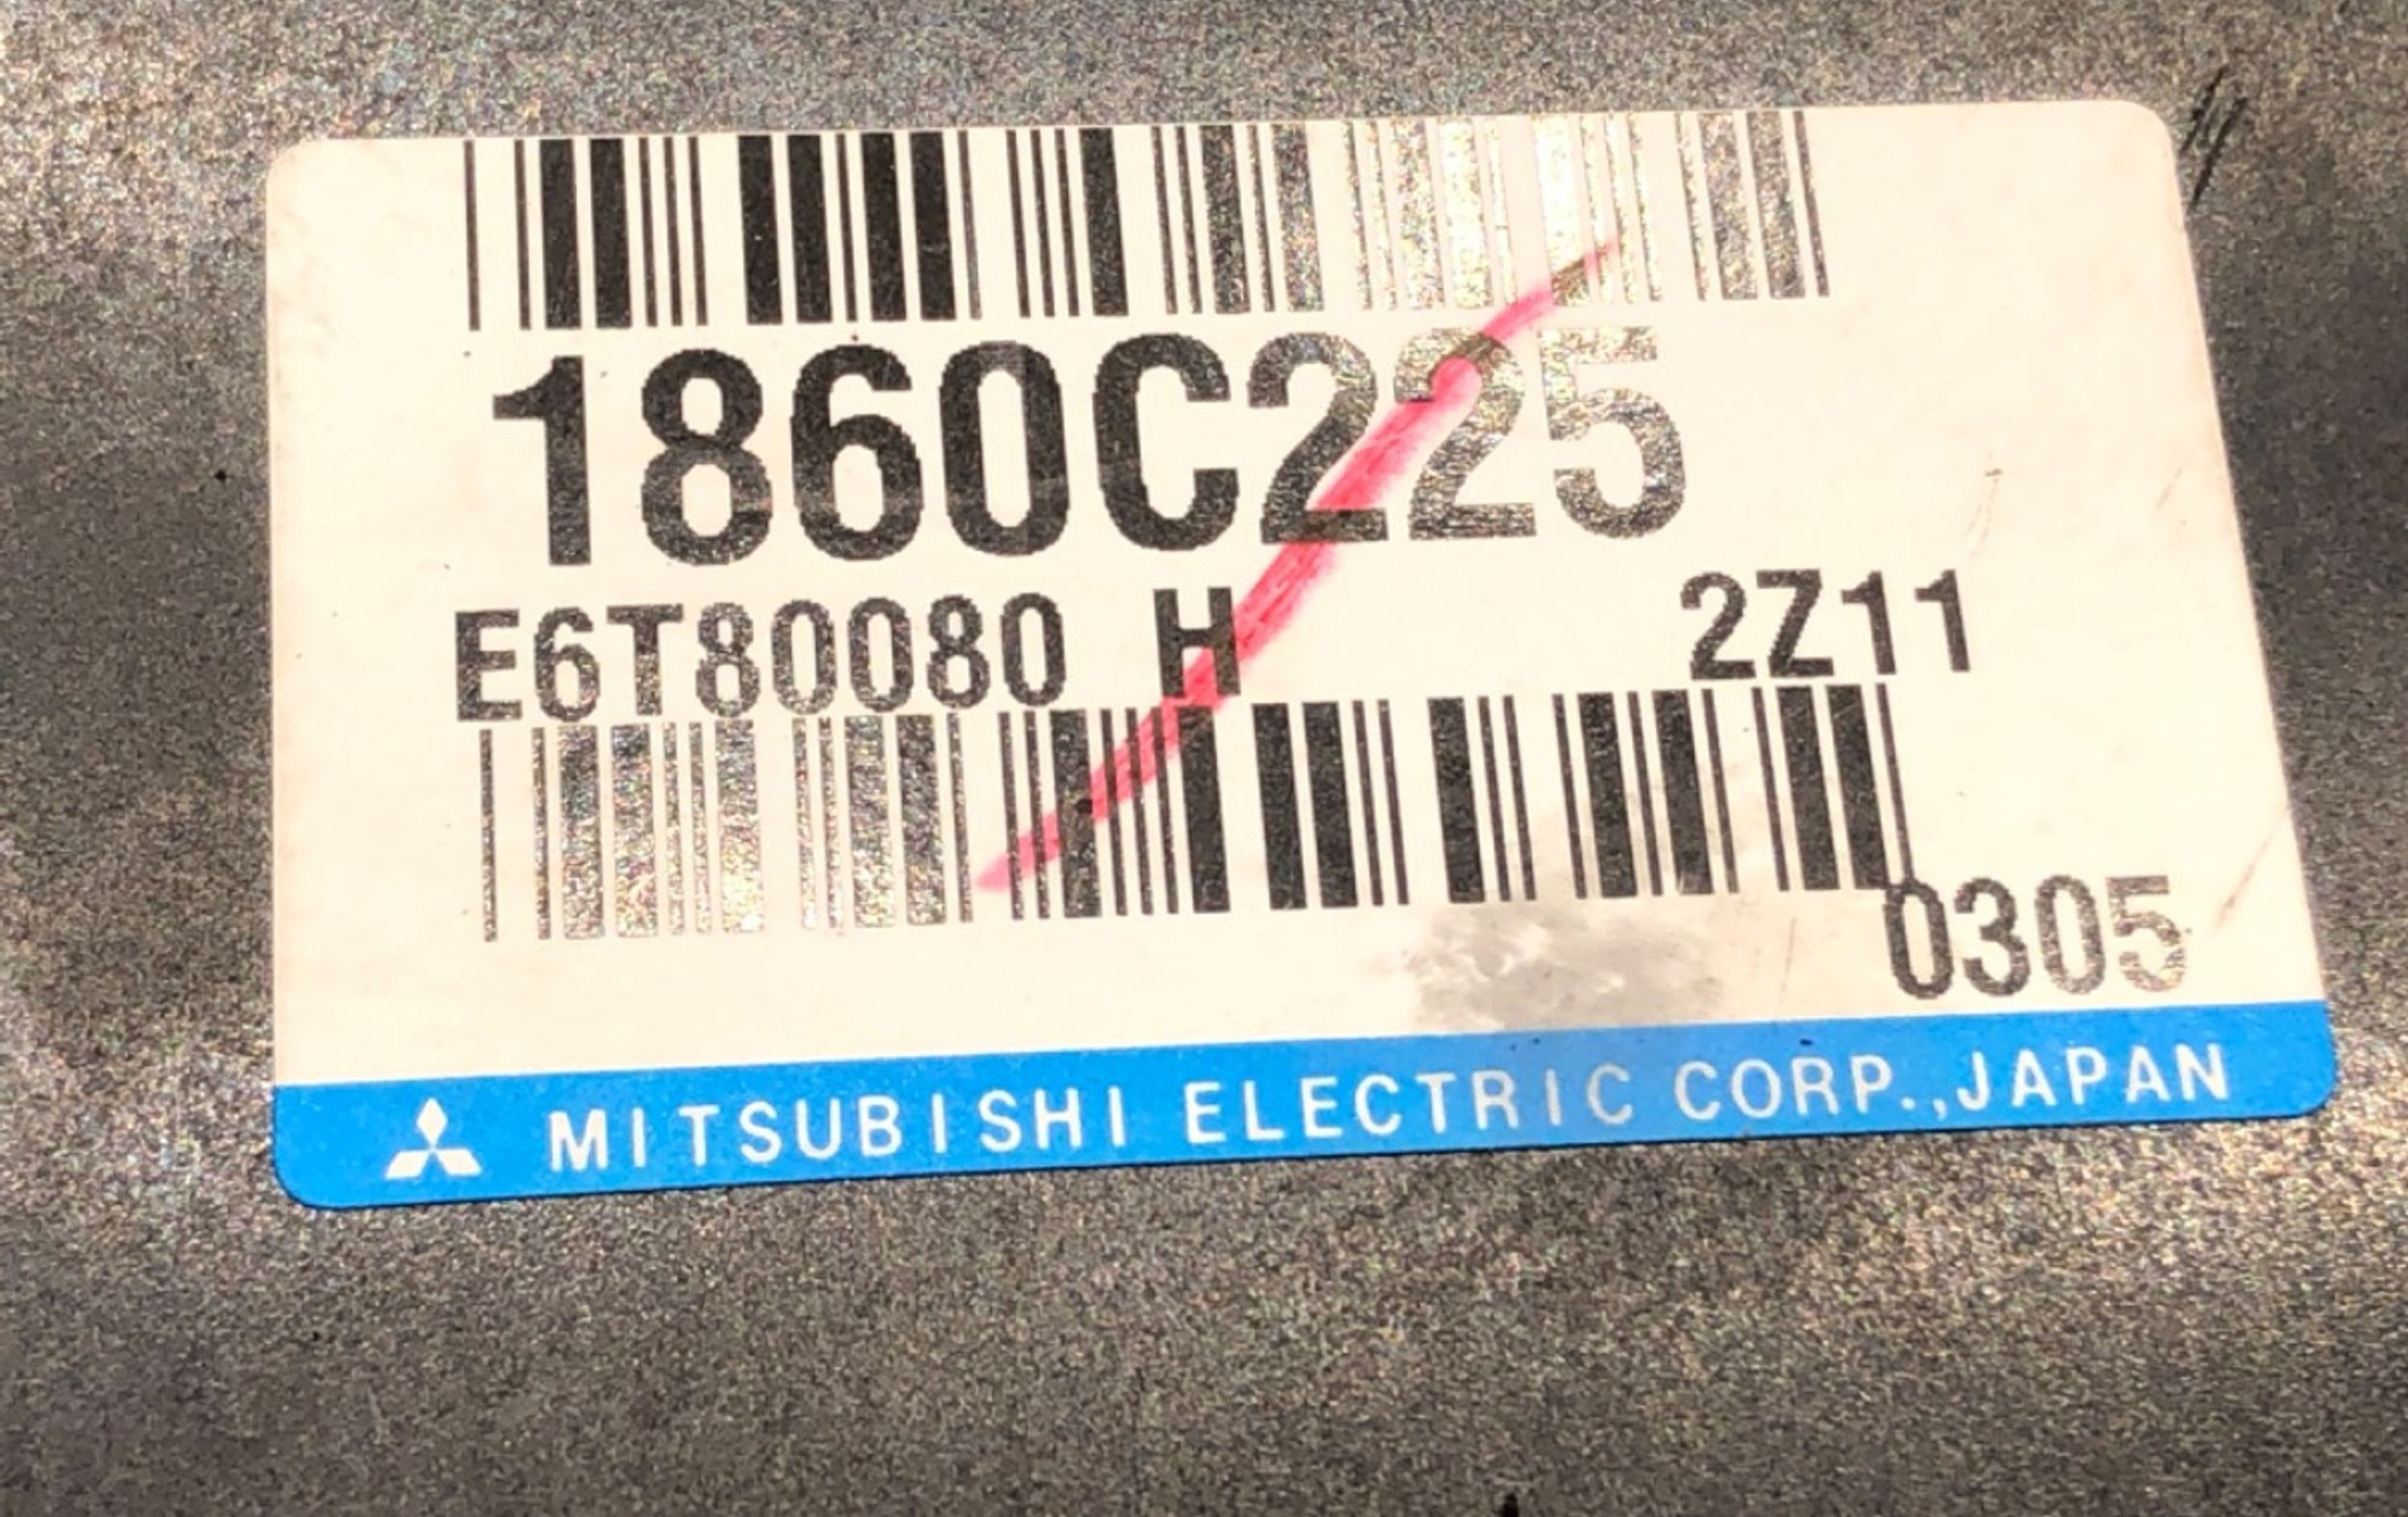 1860C225
E6T80080 H 2Z11
0305
MITSUBISHI ELECTRIC CORP.,JAPAN